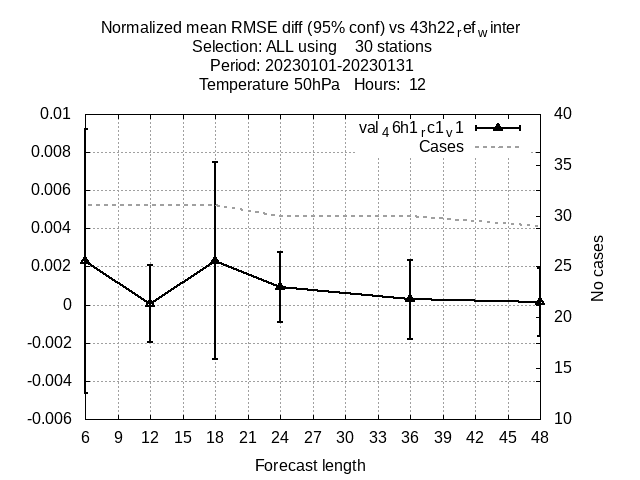 Normalized mean RMSE diff (95% conf) vs 43h22refwinter
Selection: ALL using    30 stations
Period: 20230101-20230131
Temperature 50hPa   Hours:  12
val46h1rc1v1
Cases
0.01
0.008
0.006
0.004
0.002
0
-0.002
-0.004
-0.006
40
35
30
25
20
15
10
No cases
6 9 12 15 18 21 24 27 30 33 36 39 42 45 48
Forecast length